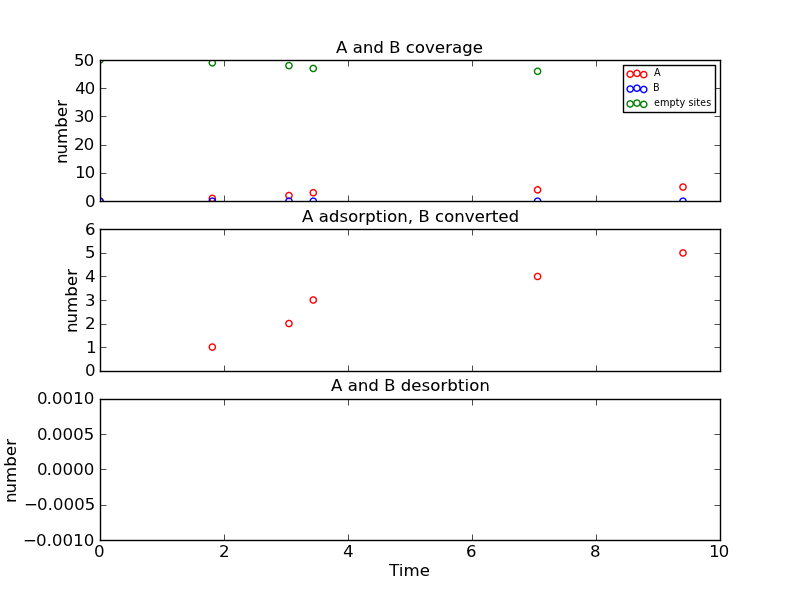 A and B coverage
50
40
30
20
10
0
number
A
B
empty sites
A adsorption, B converted
6
5
4
3
2
1
0
number
A and B desorbtion
0.0010
0.0005
0.0000
−0.0005
−0.0010
number
0 2 4 6 8 10
Time